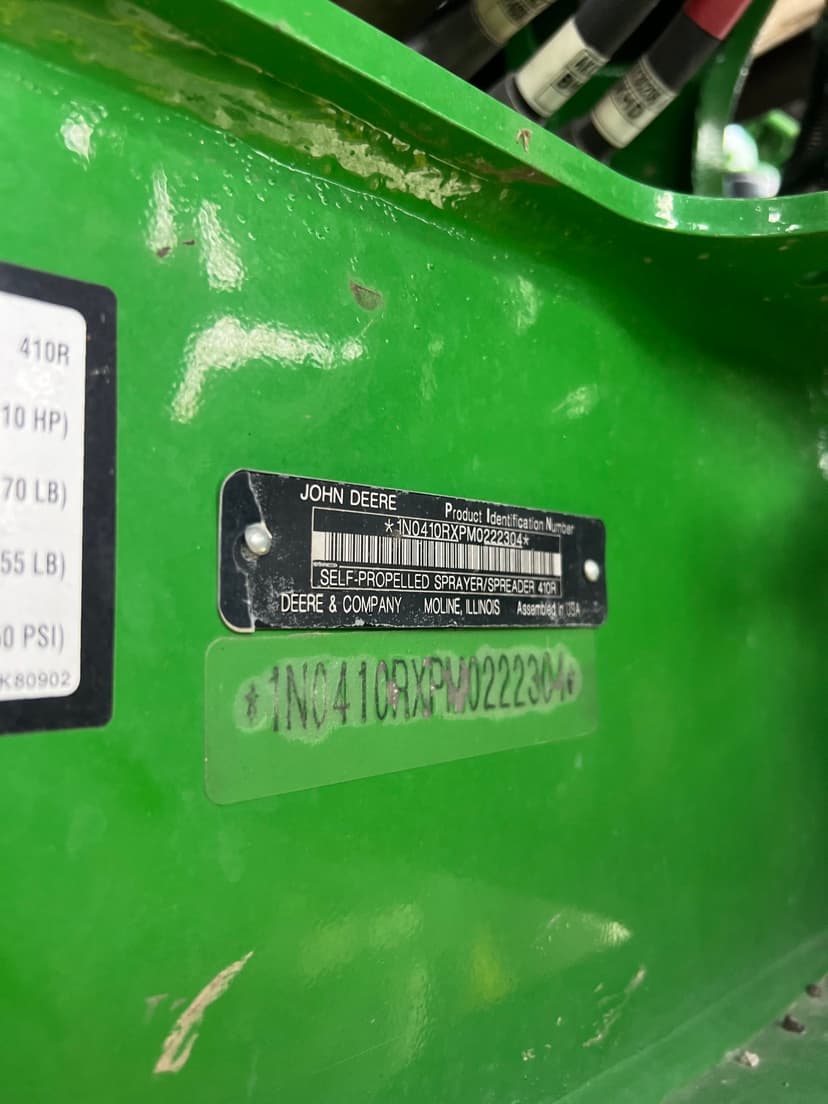 410R
10 HP)
70 LB)
55 LB)
0 PSI)
K80902
JOHN DEERE
Product Identification Number
*1N0410RXPM0222304*
SELF-PROPELLED SPRAYER/SPREADER 410R
DEERE & COMPANY MOLINE, ILLINOIS Assembled in USA
*1N0410RXPM0222304*